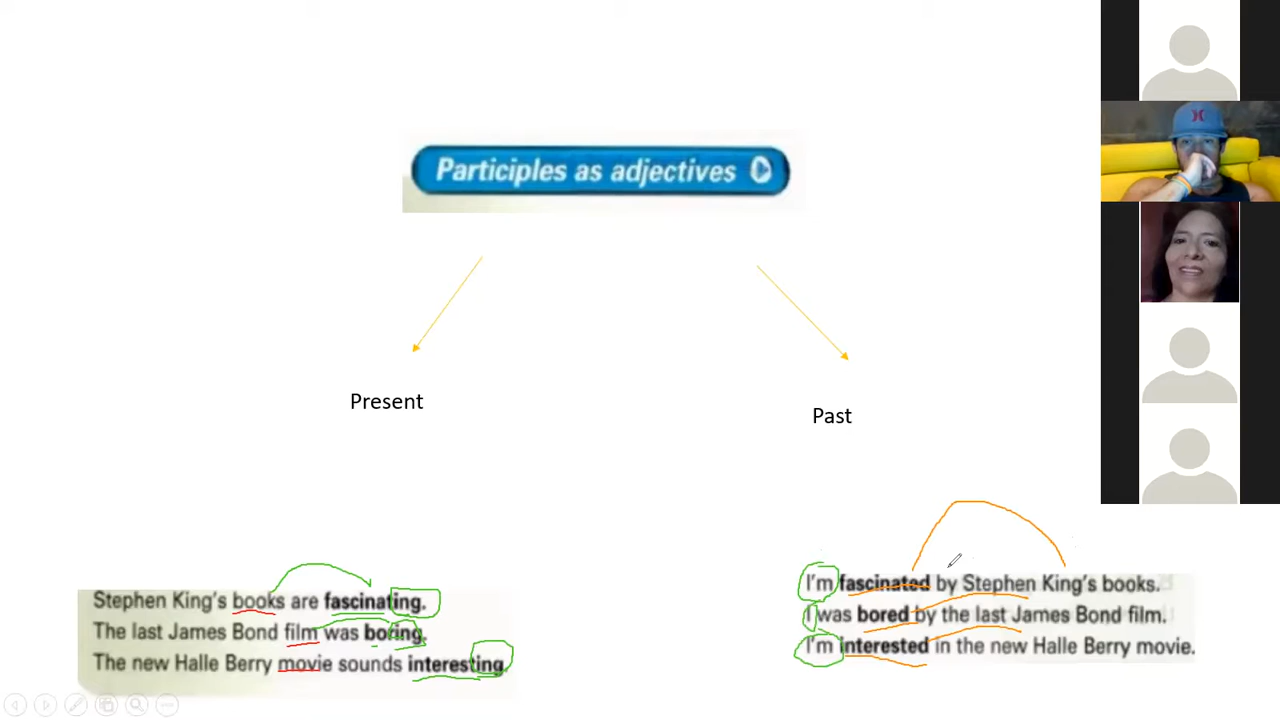 Participles as adjectives
Present
Past
Stephen King's books are fascinating.
The last James Bond film was boring.
The new Halle Berry movie sounds interesting.
I'm fascinated by Stephen King's books.
I was bored by the last James Bond film.
I'm interested in the new Halle Berry movie.